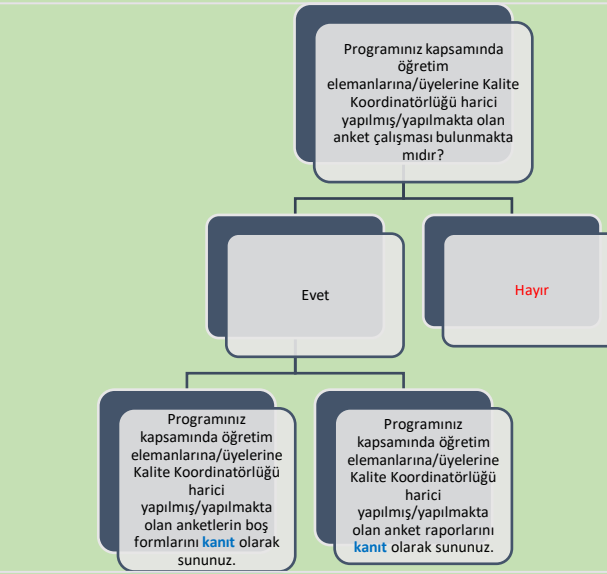 Programınız kapsamında
öğretim
elemanlarına/üyelerine Kalite
Koordinatörlüğü harici
yapılmış/yapılmakta olan
anket çalışması bulunmakta
mıdır?
Evet
Hayır
Programınız
kapsamında öğretim
elemanlarına/üyelerine
Kalite Koordinatörlüğü
harici
yapılmış/yapılmakta
olan anketlerin boş
formlarını kanıt olarak
sununuz.
Programınız
kapsamında öğretim
elemanlarına/üyelerine
Kalite Koordinatörlüğü
harici
yapılmış/yapılmakta
olan anket raporlarını
kanıt olarak sununuz.